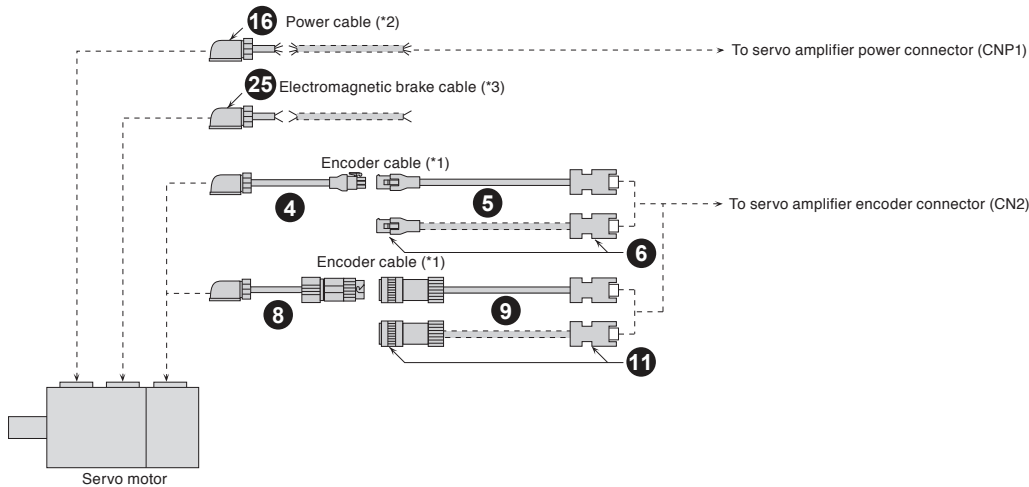 16 Power cable (*2)
To servo amplifier power connector (CNP1)
25 Electromagnetic brake cable (*3)
Encoder cable (*1)
4
5
To servo amplifier encoder connector (CN2)
6
Encoder cable (*1)
8
9
11
Servo motor